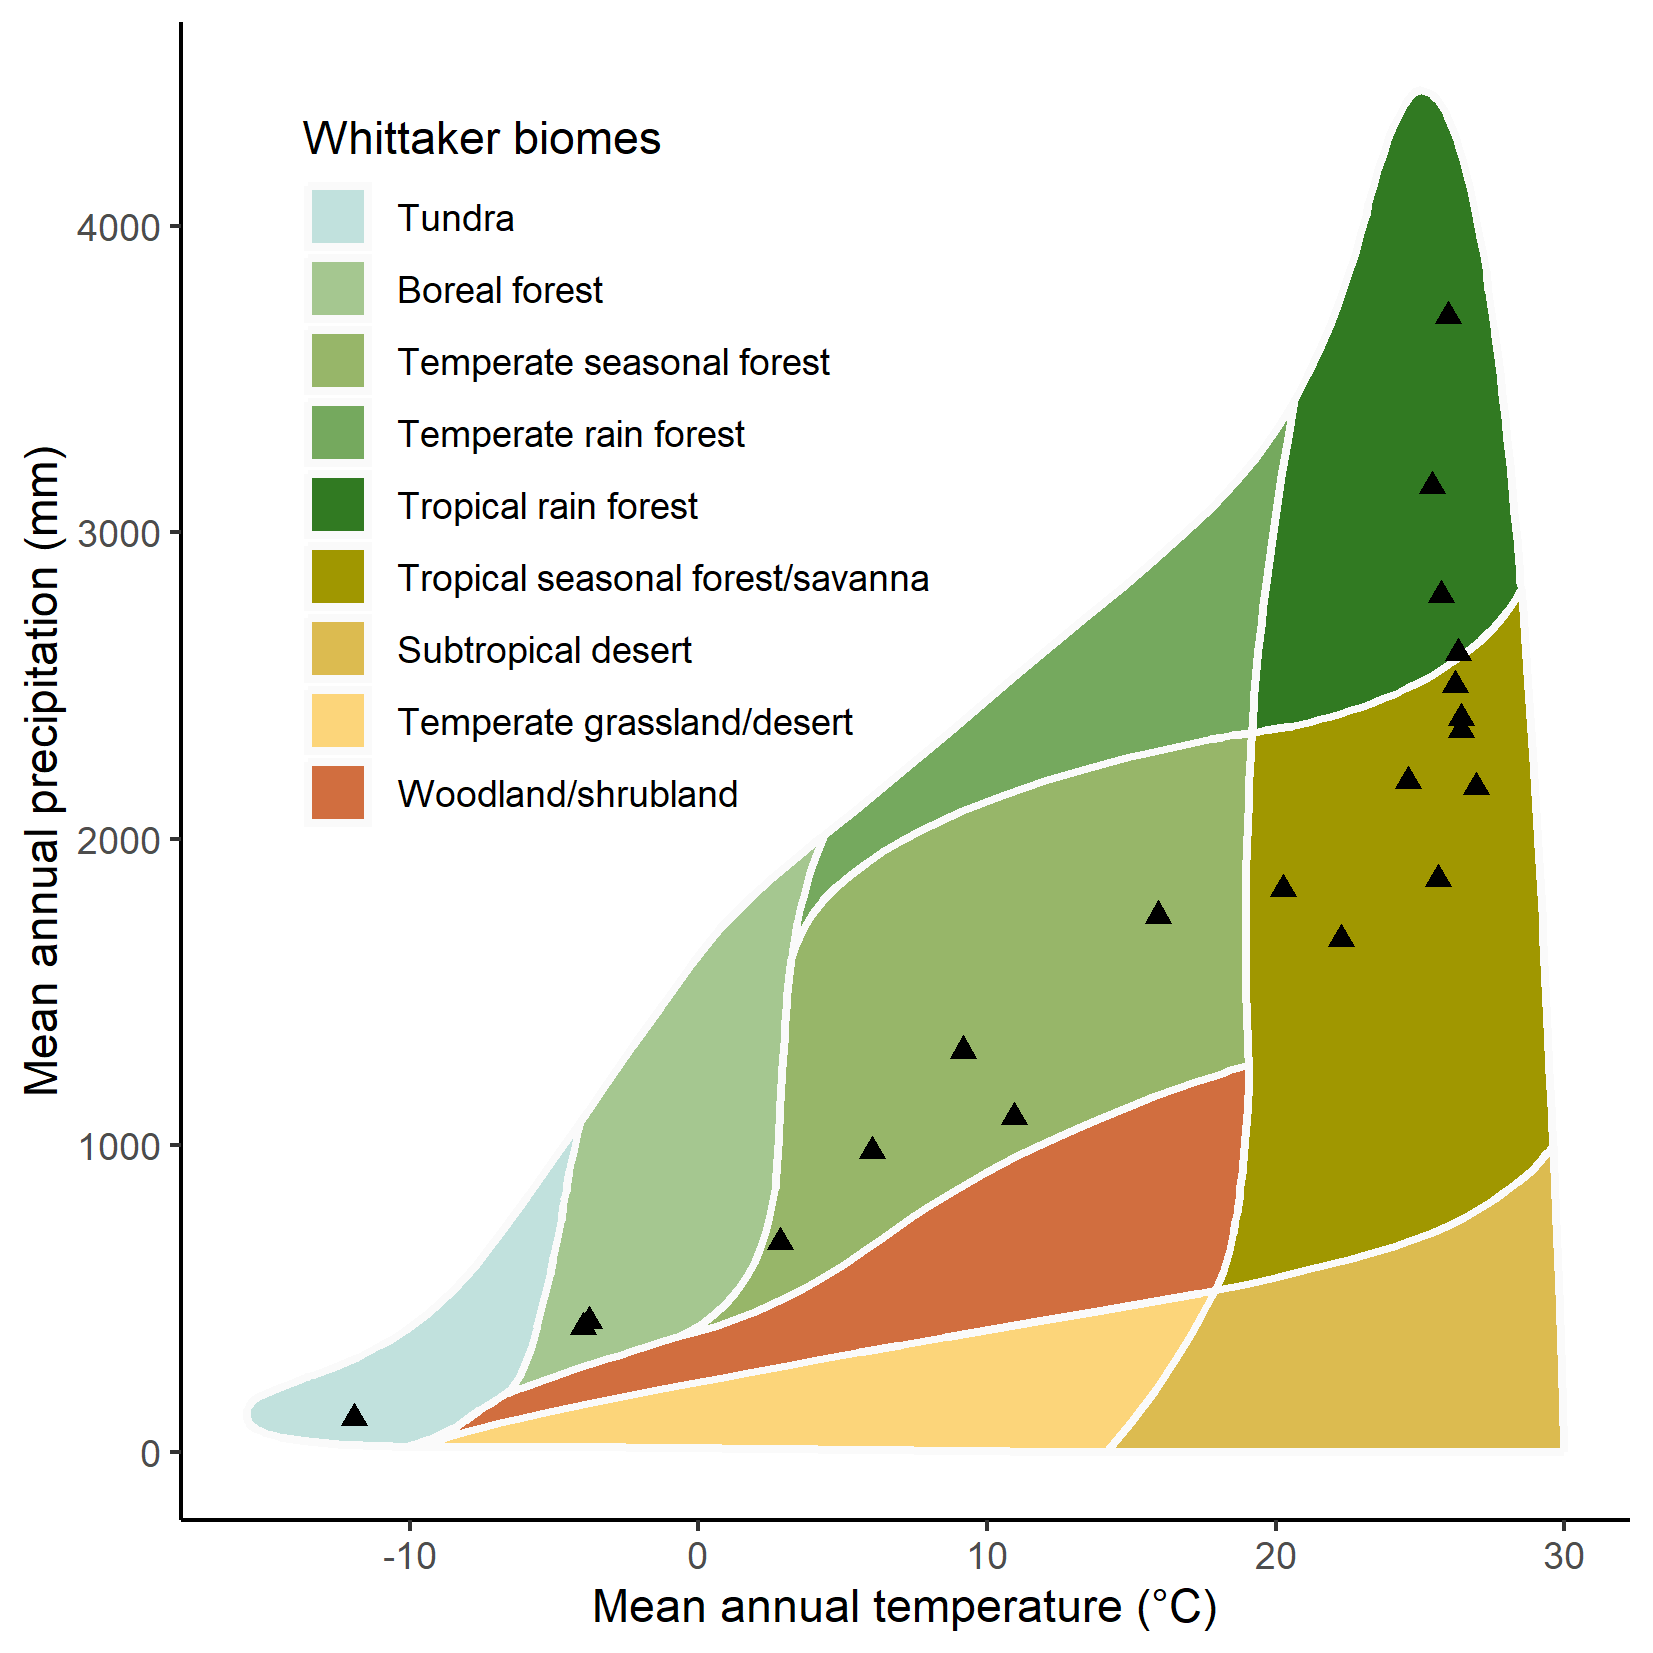 Whittaker biomes
Tundra
Boreal forest
Temperate seasonal forest
Temperate rain forest
Tropical rain forest
Tropical seasonal forest/savanna
Subtropical desert
Temperate grassland/desert
Woodland/shrubland
Mean annual precipitation (mm)
4000
3000
2000
1000
0
-10 0 10 20 30
Mean annual temperature (°C)